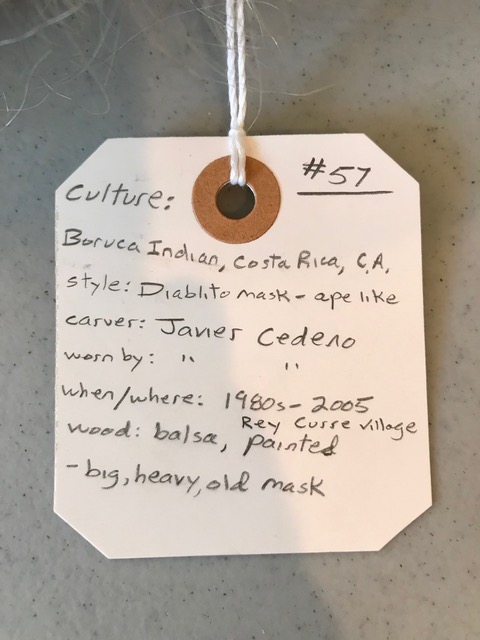 #57
Culture:
Boruca Indian, Costa Rica, C.A.
style: Diablito mask - ape like
carver: Javier Cedeno
worn by: " "
when/where: 1980s - 2005
Rey Curre village
wood: balsa, painted
- big, heavy, old mask